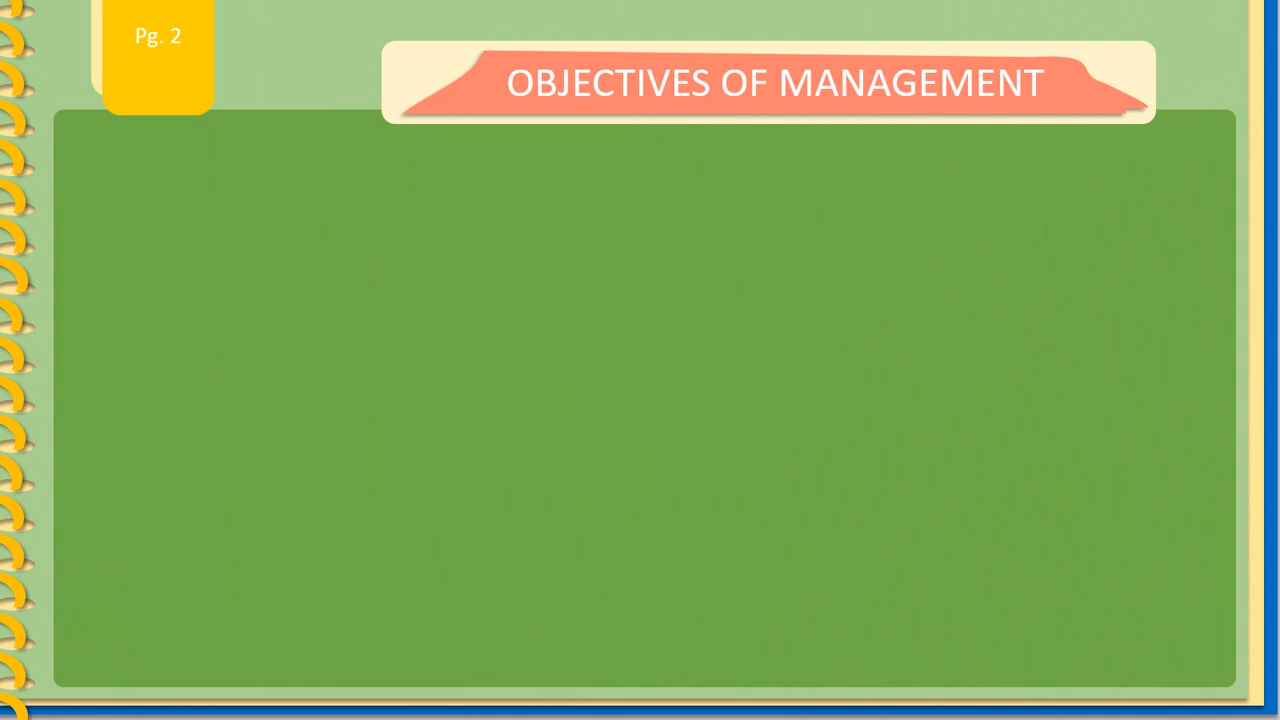 Pg. 2
OBJECTIVES OF MANAGEMENT